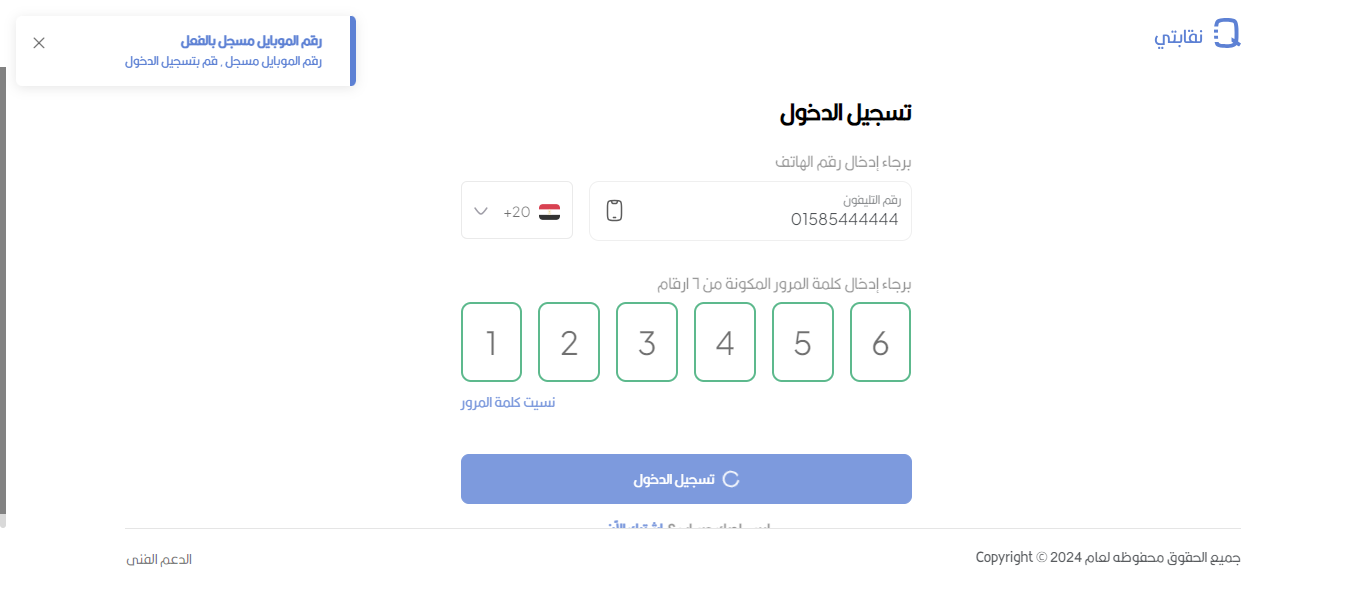 نقابتي
رقم الموبايل مسجل بالفعل
رقم الموبايل مسجل , قم بتسجيل الدخول
تسجيل الدخول
برجاء إدخال رقم الهاتف
رقم التليفون
01585444444
+20
برجاء إدخال كلمة المرور المكونة من ٦ ارقام
1 2 3 4 5 6
نسيت كلمة المرور
تسجيل الدخول
جميع الحقوق محفوظه لعام 2024 © Copyright
الدعم الفنى